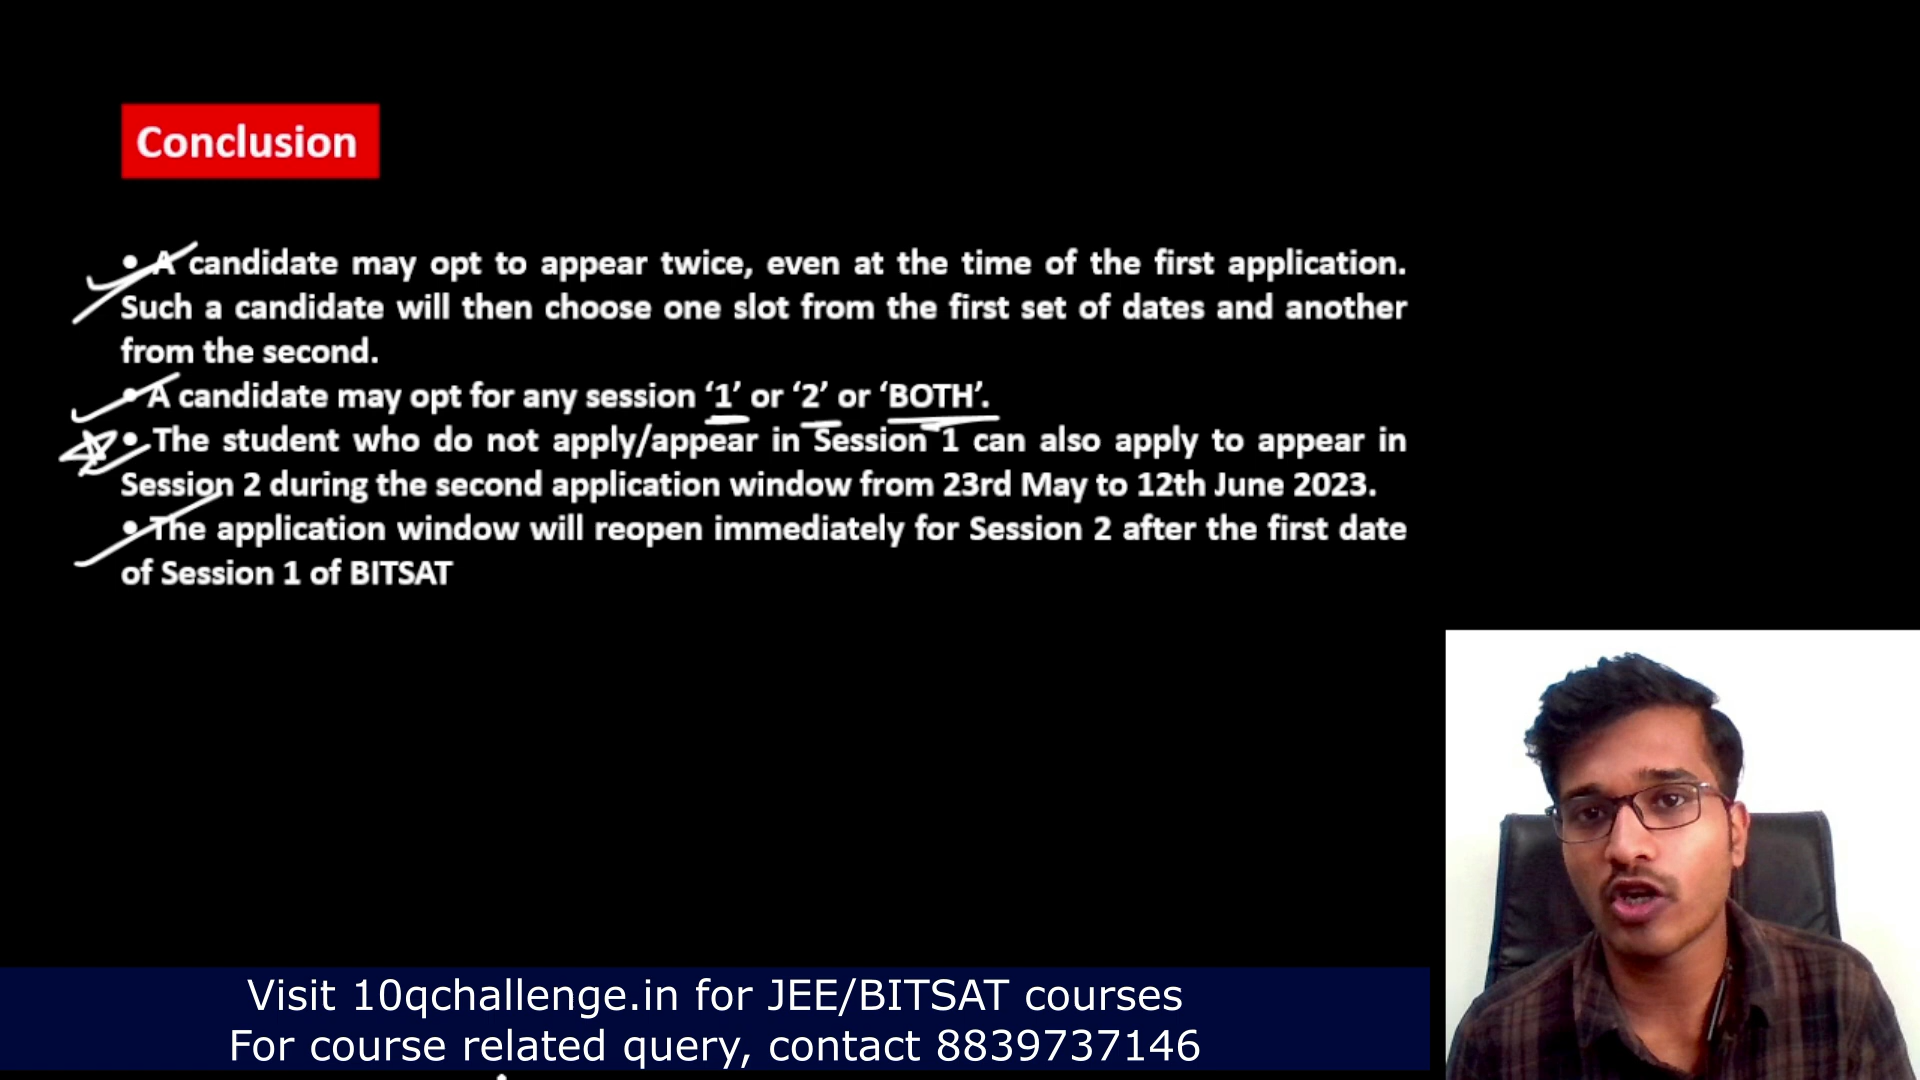 Conclusion
• A candidate may opt to appear twice, even at the time of the first application.
Such a candidate will then choose one slot from the first set of dates and another
from the second.
• A candidate may opt for any session ‘1’ or ‘2’ or ‘BOTH’.
• The student who do not apply/appear in Session 1 can also apply to appear in
Session 2 during the second application window from 23rd May to 12th June 2023.
• The application window will reopen immediately for Session 2 after the first date
of Session 1 of BITSAT
Visit 10qchallenge.in for JEE/BITSAT courses
For course related query, contact 8839737146